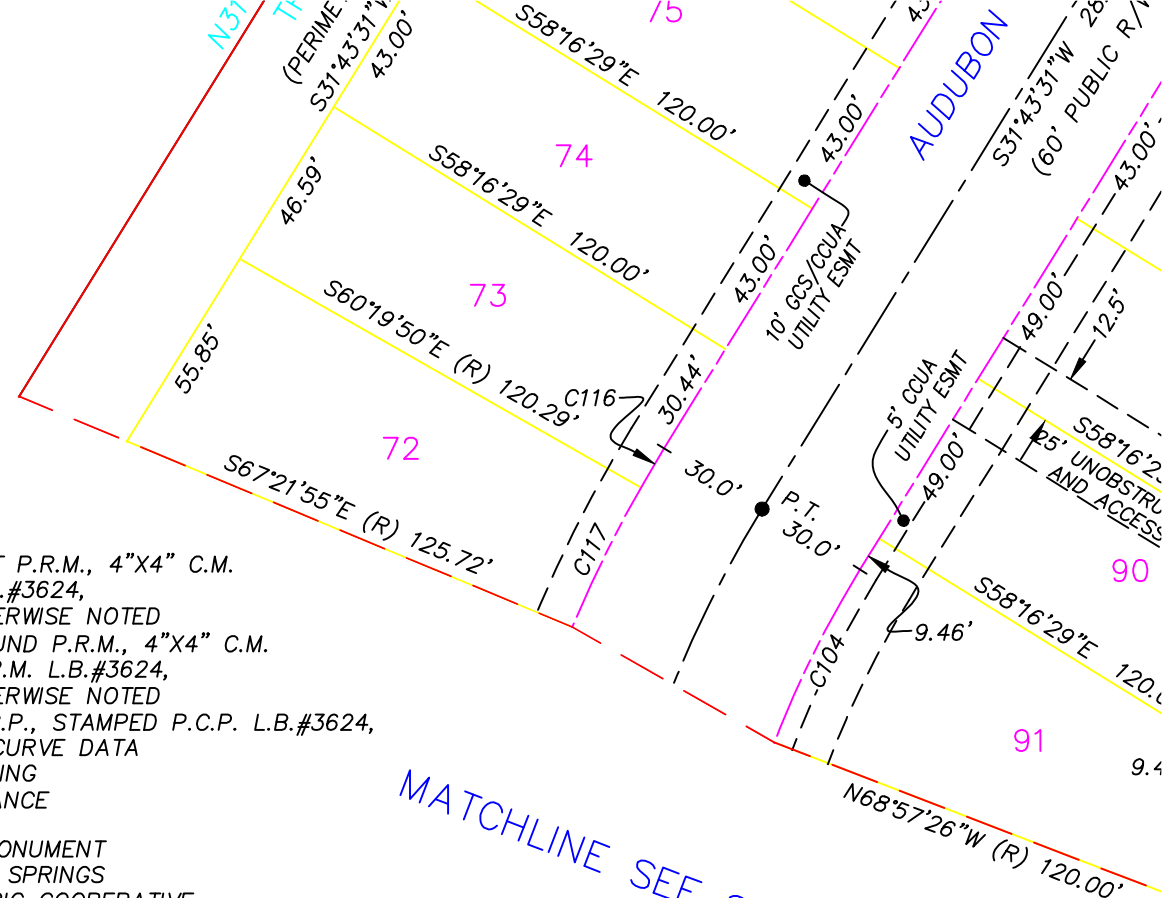 N31
(PERIME
S31°43'31"W
43.00'
S58°16'29"E
120.00'
75
43.00'
AUDUBON
S31°43'31"W
(60' PUBLIC R/W
43.00'
74
S58°16'29"E
120.00'
46.59'
43.00'
10' GCS/CCUA
UTILITY ESMT
49.00'
12.5'
73
S60°19'50"E (R) 120.29'
55.85'
C116
30.44'
5' CCUA
UTILITY ESMT
S58°16'2
25' UNOBSTRU
AND ACCESS
49.00'
72
S67°21'55"E (R) 125.72'
30.0'
P.T.
30.0'
C117
90
S58°16'29"E
120.0
9.46'
C104
91
9.4
N68°57'26"W (R) 120.00'
T P.R.M., 4"X4" C.M.
.#3624,
ERWISE NOTED
UND P.R.M., 4"X4" C.M.
R.M. L.B.#3624,
ERWISE NOTED
C.P., STAMPED P.C.P. L.B.#3624,
CURVE DATA
ING
ANCE
ONUMENT
SPRINGS
MATCHLINE SEE